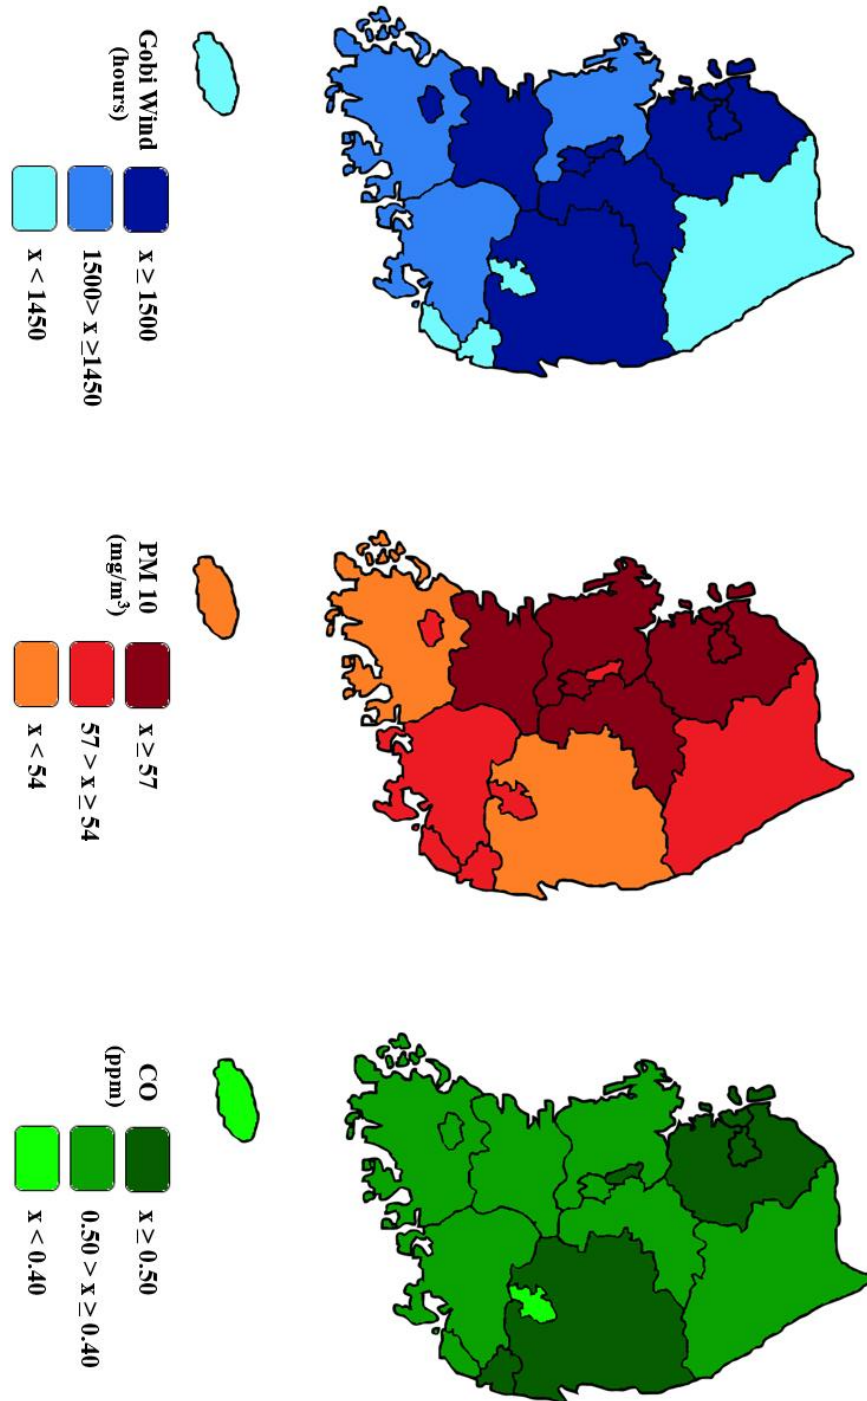 Gobi Wind
(hours)
x ≥ 1500
1500> x ≥1450
x < 1450
PM 10
(mg/m³)
x ≥ 57
57 > x ≥ 54
x < 54
CO
(ppm)
x ≥ 0.50
0.50 > x ≥ 0.40
x < 0.40